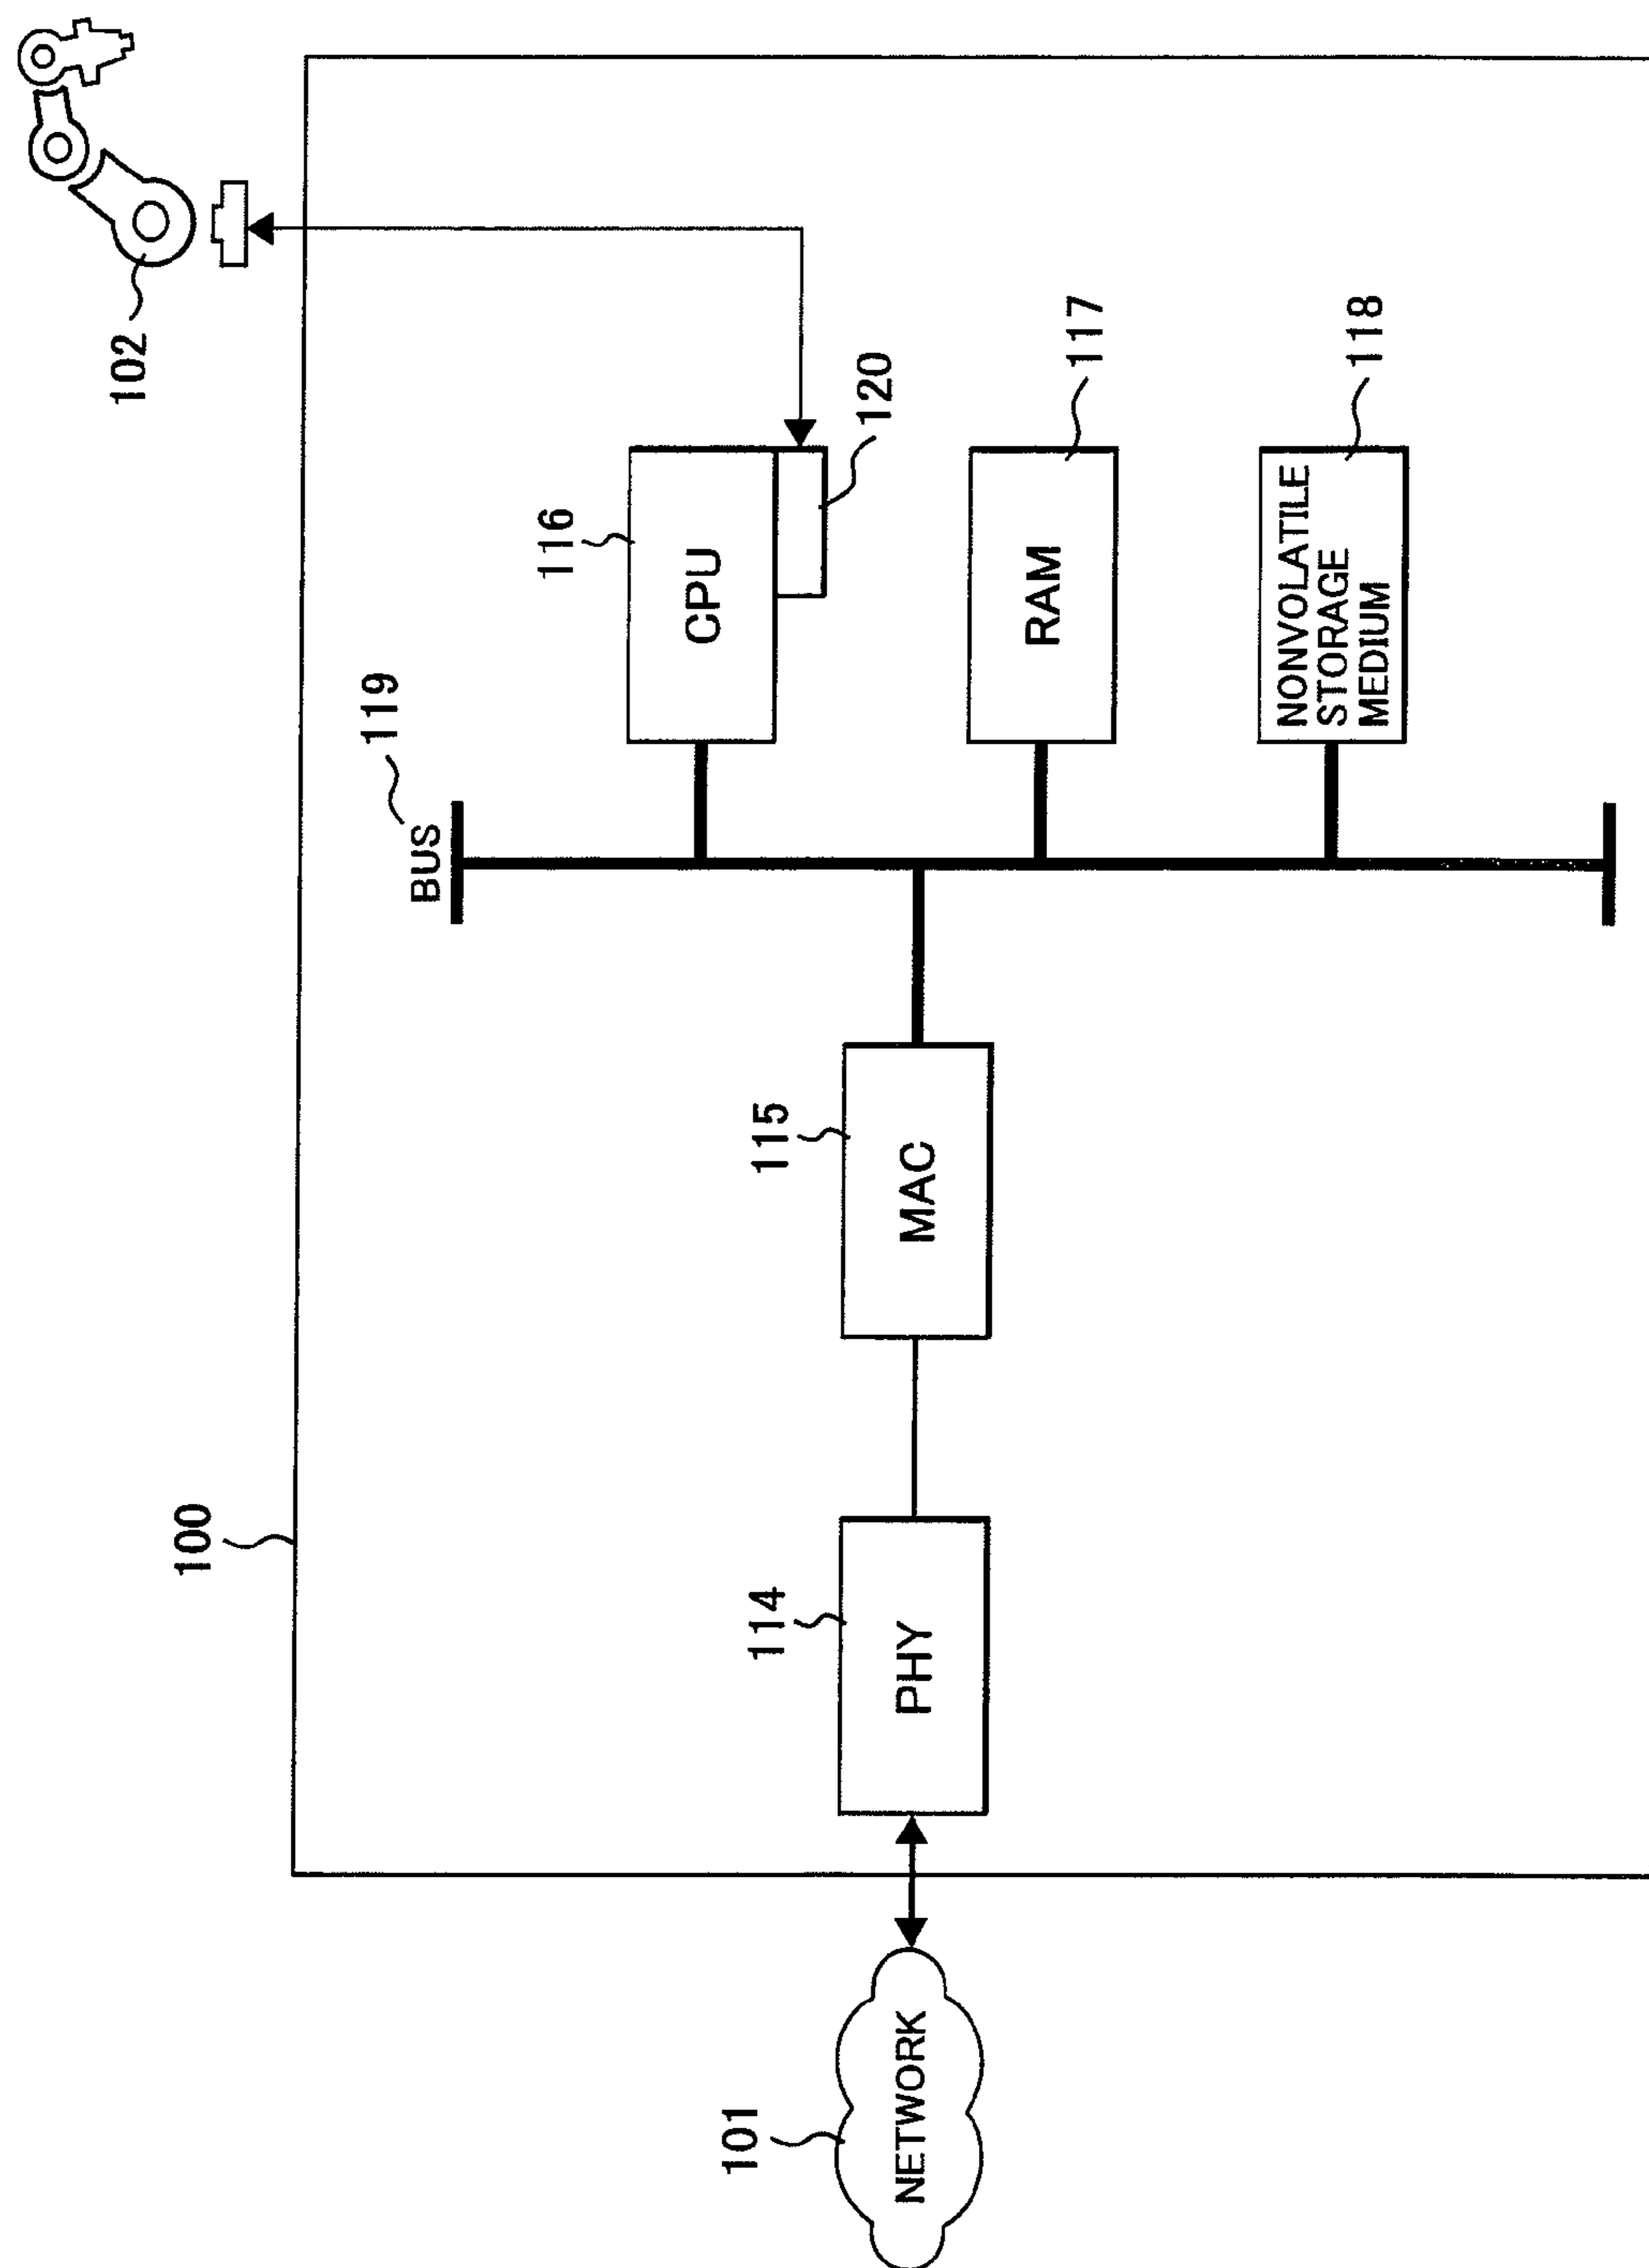 100
102
BUS 119
116
CPU
120
114
115
101
NETWORK
PHY
MAC
RAM
117
NONVOLATILE
STORAGE
MEDIUM
118